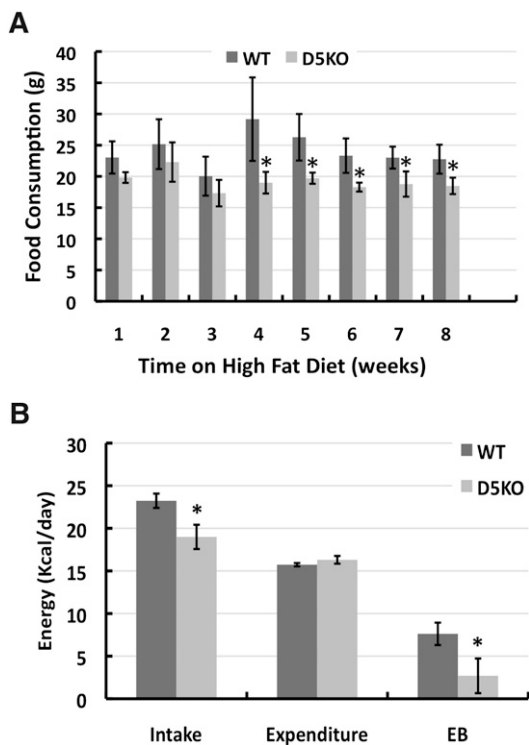 A
WT D5KO
Food Consumption (g)
40
35
30
25
20
15
10
5
0
* * * * *
1 2 3 4 5 6 7 8
Time on High Fat Diet (weeks)
B
WT
D5KO
Energy (Kcal/day)
30
25
20
15
10
5
0
*
*
Intake Expenditure EB